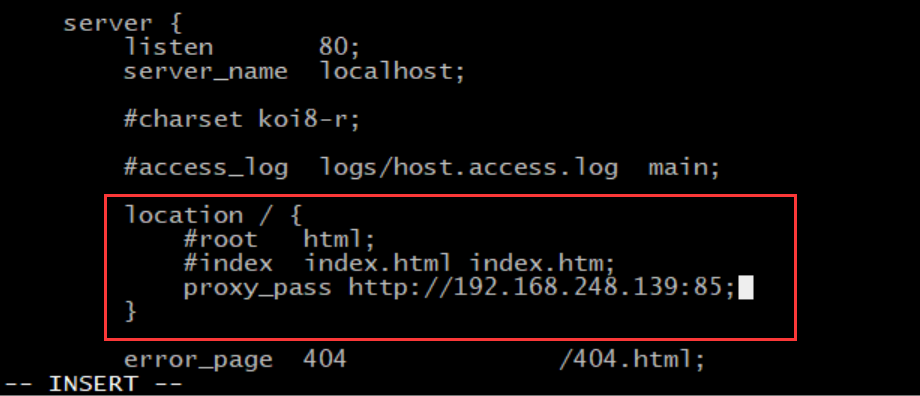 server {
listen 80;
server_name localhost;
#charset koi8-r;
#access_log logs/host.access.log main;
location / {
#root html;
#index index.html index.htm;
proxy_pass http://192.168.248.139:85;
}
error_page 404 /404.html;
-- INSERT --